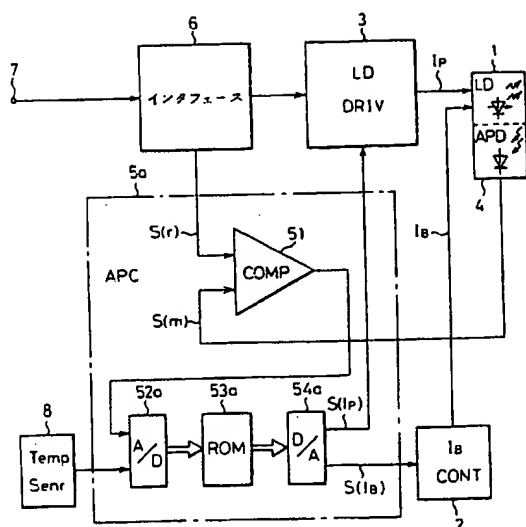 6
3
7
インタフェース
LD
DRIV
IP
1
LD
APD
4
5a
S(r)
51
COMP
APC
S(m)
IB
8
Temp
Senr
52a
A/D
53a
ROM
54a
D/A
S(IP)
S(IB)
IB
CONT
2